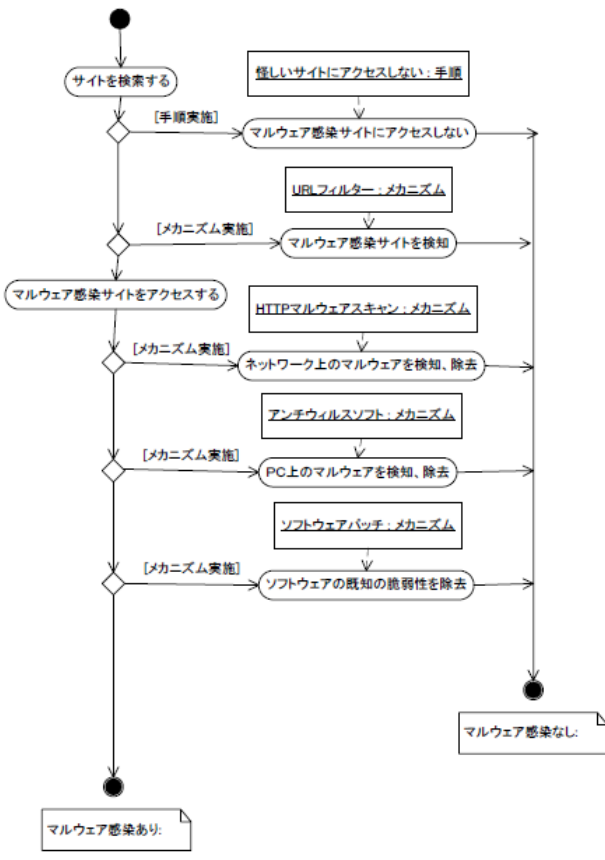 サイトを検索する
怪しいサイトにアクセスしない : 手順
[手順実施]
マルウェア感染サイトにアクセスしない
URLフィルター : メカニズム
[メカニズム実施]
マルウェア感染サイトを検知
マルウェア感染サイトをアクセスする
HTTPマルウェアスキャン : メカニズム
[メカニズム実施]
ネットワーク上のマルウェアを検知、除去
アンチウィルスソフト : メカニズム
[メカニズム実施]
PC上のマルウェアを検知、除去
ソフトウェアパッチ : メカニズム
[メカニズム実施]
ソフトウェアの既知の脆弱性を除去
マルウェア感染なし:
マルウェア感染あり: